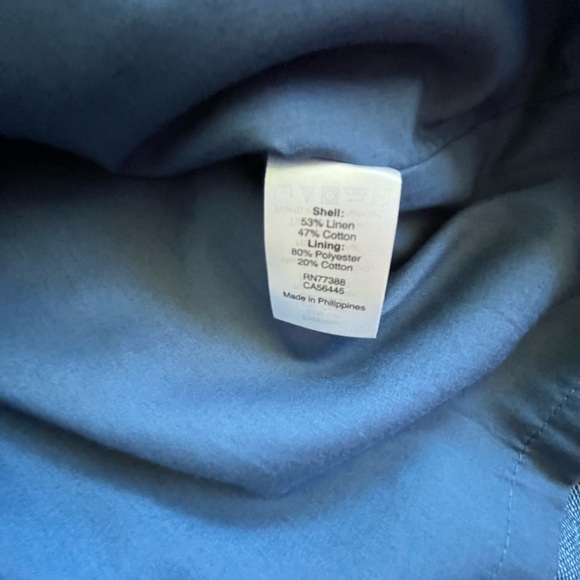 Shell:
53% Linen
47% Cotton
Lining:
80% Polyester
20% Cotton
RN77388
CA56445
Made in Philippines